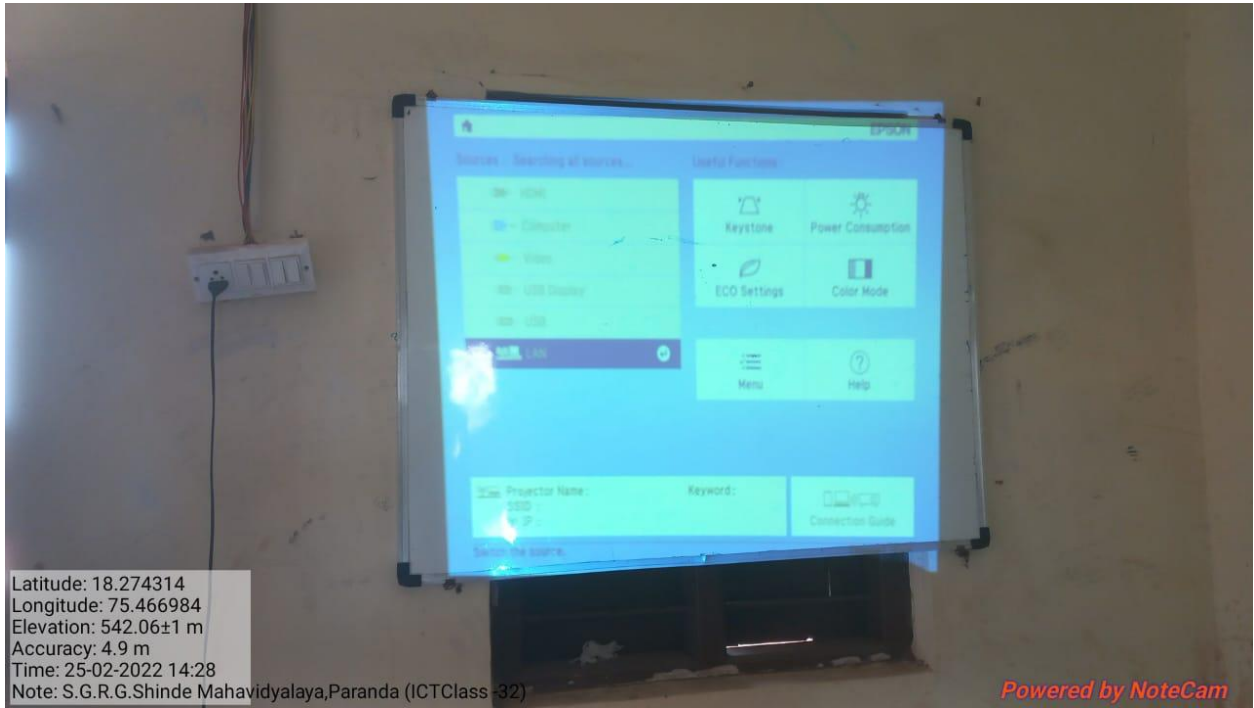 EPSON
Sources : Searching all sources...
Useful Functions
HDMI
Computer
Video
USB Display
USB
LAN
Keystone
Power Consumption
ECO Settings
Color Mode
Menu
Help
Projector Name :
Keyword :
SSID :
IP :
Connection Guide
Switch the source.
Latitude: 18.274314
Longitude: 75.466984
Elevation: 542.06±1 m
Accuracy: 4.9 m
Time: 25-02-2022 14:28
Note: S.G.R.G.Shinde Mahavidyalaya,Paranda (ICTClass -32)
Powered by NoteCam